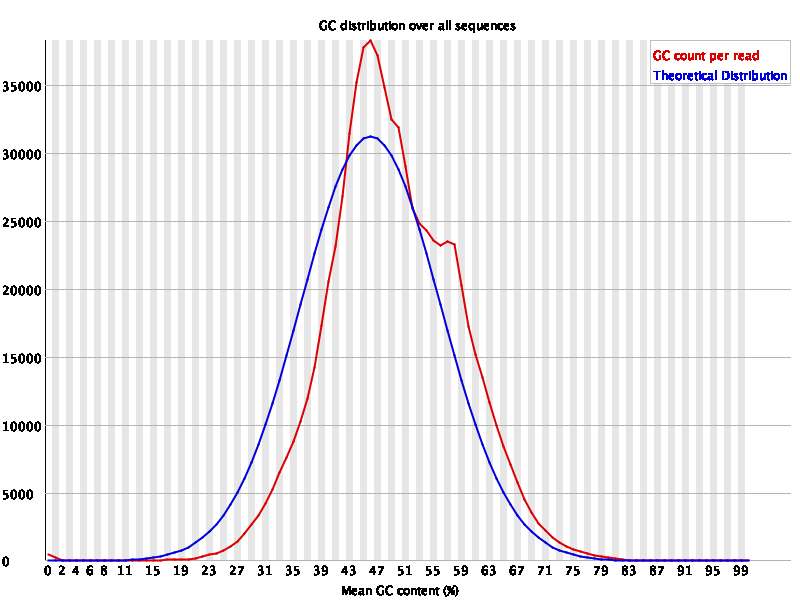 GC distribution over all sequences
GC count per read
Theoretical Distribution
35000
30000
25000
20000
15000
10000
5000
0
0 2 4 6 8 11 15 19 23 27 31 35 39 43 47 51 55 59 63 67 71 75 79 83 87 91 95 99
Mean GC content (%)